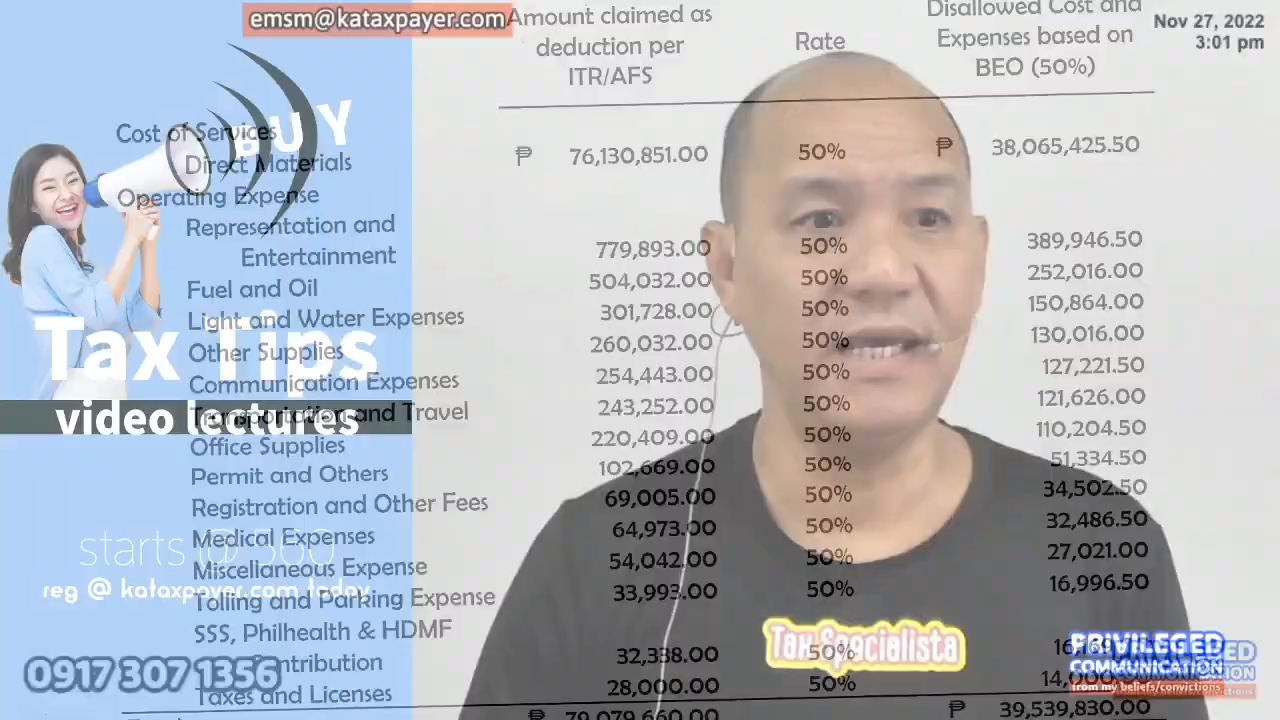 emsm@kataxpayer.com
Nov 27, 2022
3:01 pm
Amount claimed as
deduction per
ITR/AFS
Rate
Disallowed Cost and
Expenses based on
BEO (50%)
BUY
Cost of Services
Direct Materials ₱ 76,130,851.00 50% ₱ 38,065,425.50
Operating Expense
Representation and
Entertainment 779,893.00 50% 389,946.50
Fuel and Oil 504,032.00 50% 252,016.00
Light and Water Expenses 301,728.00 50% 150,864.00
Other Supplies 260,032.00 50% 130,016.00
Communication Expenses 254,443.00 50% 127,221.50
Transportation and Travel 243,252.00 50% 121,626.00
Office Supplies 220,409.00 50% 110,204.50
Permit and Others 102,669.00 50% 51,334.50
Registration and Other Fees 69,005.00 50% 34,502.50
Medical Expenses 64,973.00 50% 32,486.50
Miscellaneous Expense 54,042.00 50% 27,021.00
Tolling and Parking Expense 33,993.00 50% 16,996.50
SSS, Philhealth & HDMF
Contribution 32,338.00 50%
Taxes and Licenses 28,000.00 50%
₱ 79,079,660.00 ₱ 39,539,830.00
Tax Tips
video lectures
starts @ 580
reg @ kataxpayer.com today
0917 307 1356
Tax Specialista
PRIVILEGED
COMMUNICATION
from my beliefs/convictions